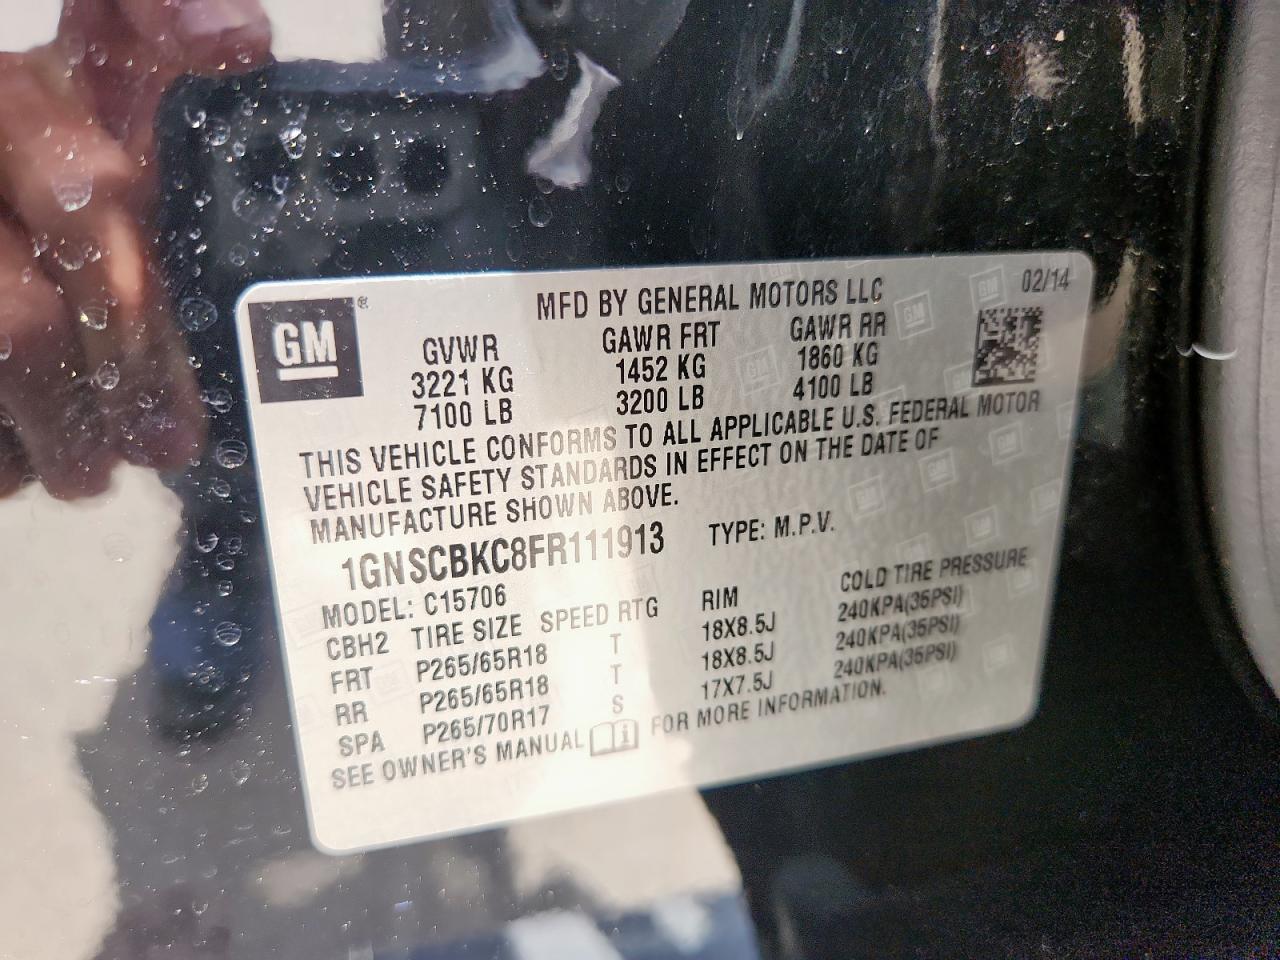 GM ®
MFD BY GENERAL MOTORS LLC 02/14
GVWR GAWR FRT GAWR RR
3221 KG 1452 KG 1860 KG
7100 LB 3200 LB 4100 LB
THIS VEHICLE CONFORMS TO ALL APPLICABLE U.S. FEDERAL MOTOR
VEHICLE SAFETY STANDARDS IN EFFECT ON THE DATE OF
MANUFACTURE SHOWN ABOVE.
1GNSCBKC8FR111913 TYPE: M.P.V.
MODEL: C15706
CBH2 TIRE SIZE SPEED RTG RIM COLD TIRE PRESSURE
FRT P265/65R18 T 18X8.5J 240KPA(35PSI)
RR P265/65R18 T 18X8.5J 240KPA(35PSI)
SPA P265/70R17 S 17X7.5J 240KPA(35PSI)
SEE OWNER'S MANUAL FOR MORE INFORMATION.